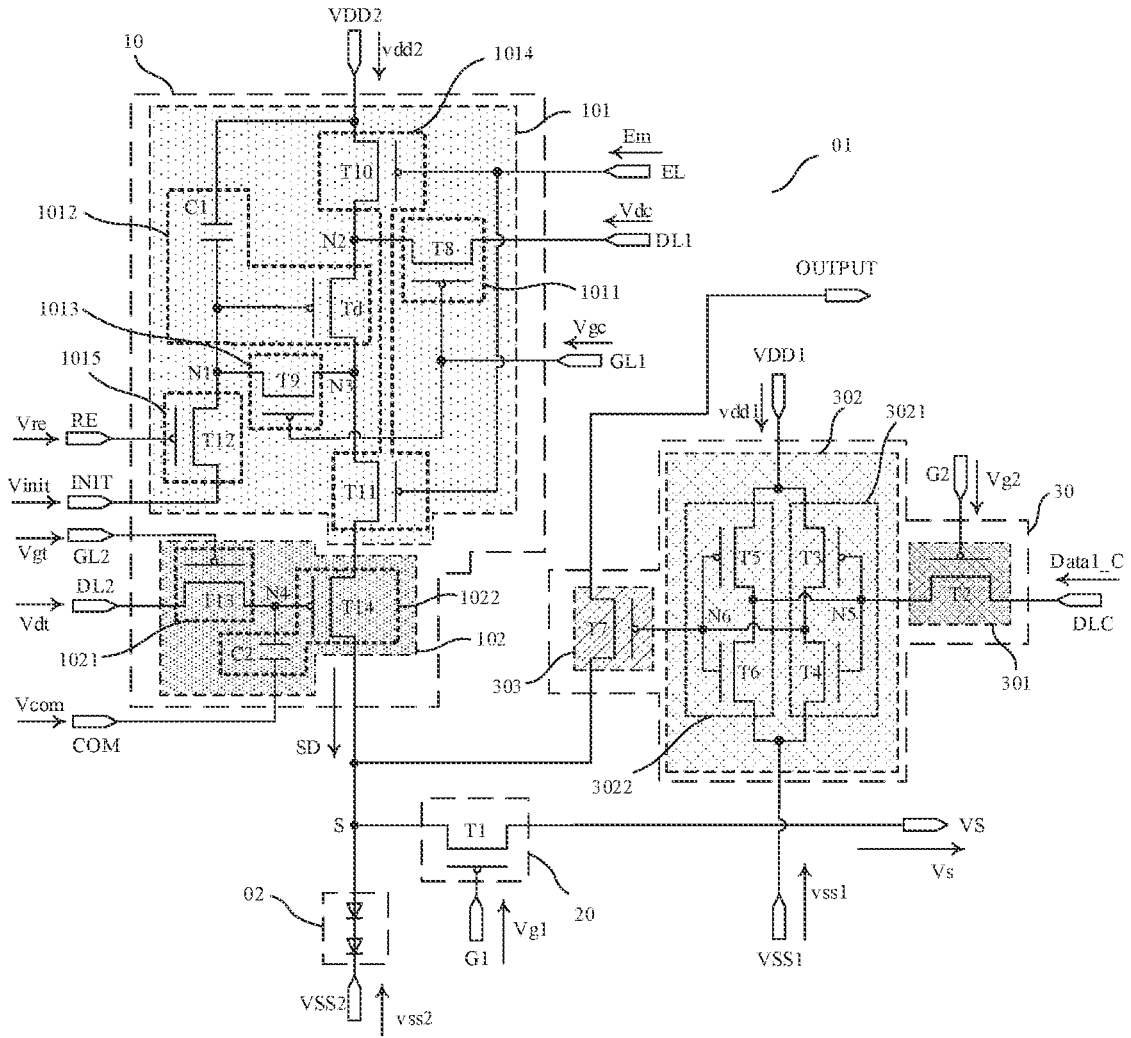 VDD2
10
vdd2
1014
101
Em
EL
01
T10
C1
1012
Vdc
DL1
N2
T8
OUTPUT
1011
Td
1013
Vgc
GL1
VDD1
1015
N1
T9
N3
vdd1
302
3021
Vre
RE
T12
G2
Vg2
30
Vinit
INIT
T11
Vgt
GL2
T5
T3
Data1_C
DL2
T13
N4
T14
1022
T7
N6
N5
T2
DLC
Vdt
1021
C2
102
303
T6
T4
301
Vcom
COM
SD
3022
S
T1
VS
Vs
02
20
Vg1
G1
vss1
VSS1
VSS2
vss2